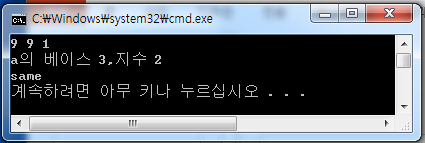 C:₩Windows₩system32₩cmd.exe
9 9 1
a의 베이스 3,지수 2
same
계속하려면 아무 키나 누르십시오 . . .